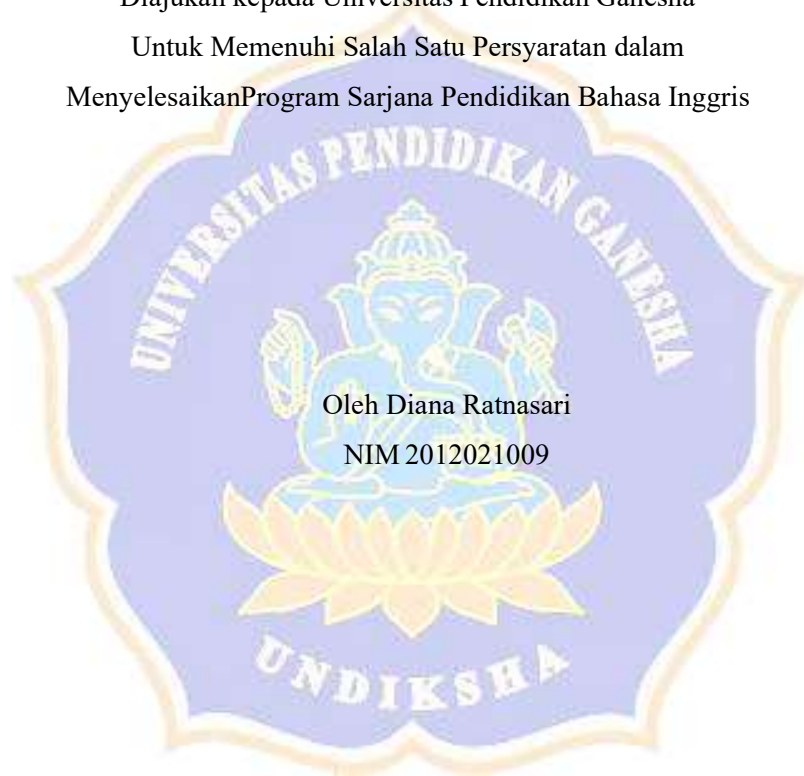 Diajukan kepada Universitas Pendidikan Ganesha
Untuk Memenuhi Salah Satu Persyaratan dalam
MenyelesaikanProgram Sarjana Pendidikan Bahasa Inggris
UNIVERSITAS PENDIDIKAN GANESHA
Oleh Diana Ratnasari
NIM 2012021009
UNDIKSHA